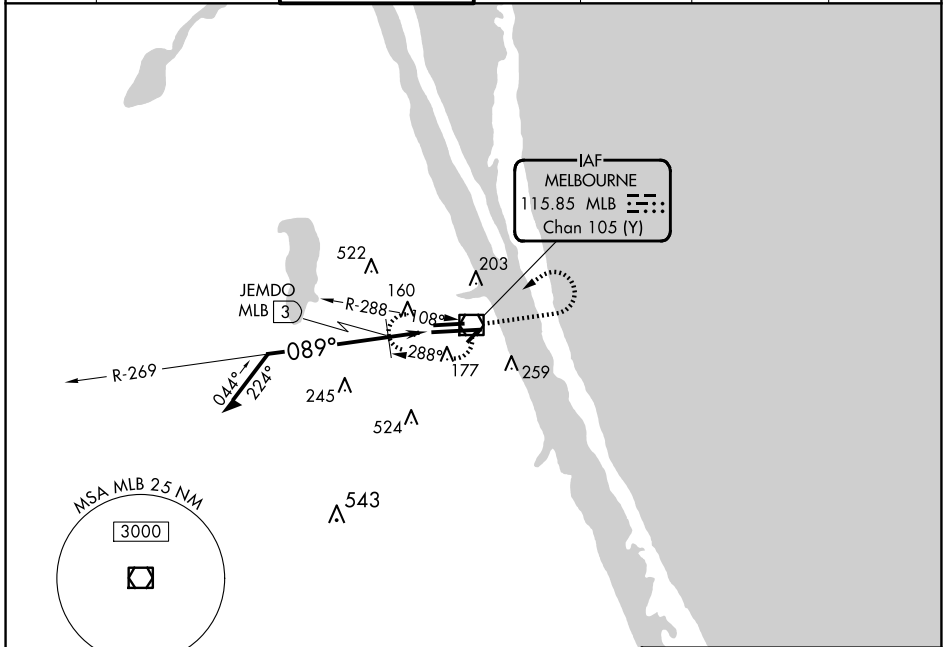 IAF
MELBOURNE
115.85 MLB
Chan 105 (Y)
522
203
160
JEMDO
MLB 3
R-288
108°
089°
288°
177
R-269
044°
224°
259
245
524
543
MSA MLB 25 NM
3000